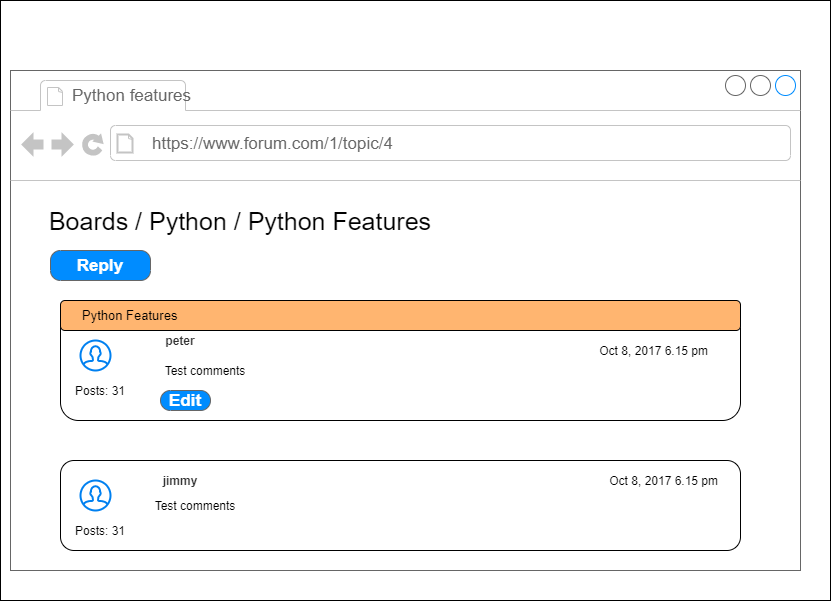 Python features
https://www.forum.com/1/topic/4
Boards / Python / Python Features
Reply
Python Features
peter
Oct 8, 2017 6.15 pm
Test comments
Posts: 31
Edit
jimmy
Oct 8, 2017 6.15 pm
Test comments
Posts: 31